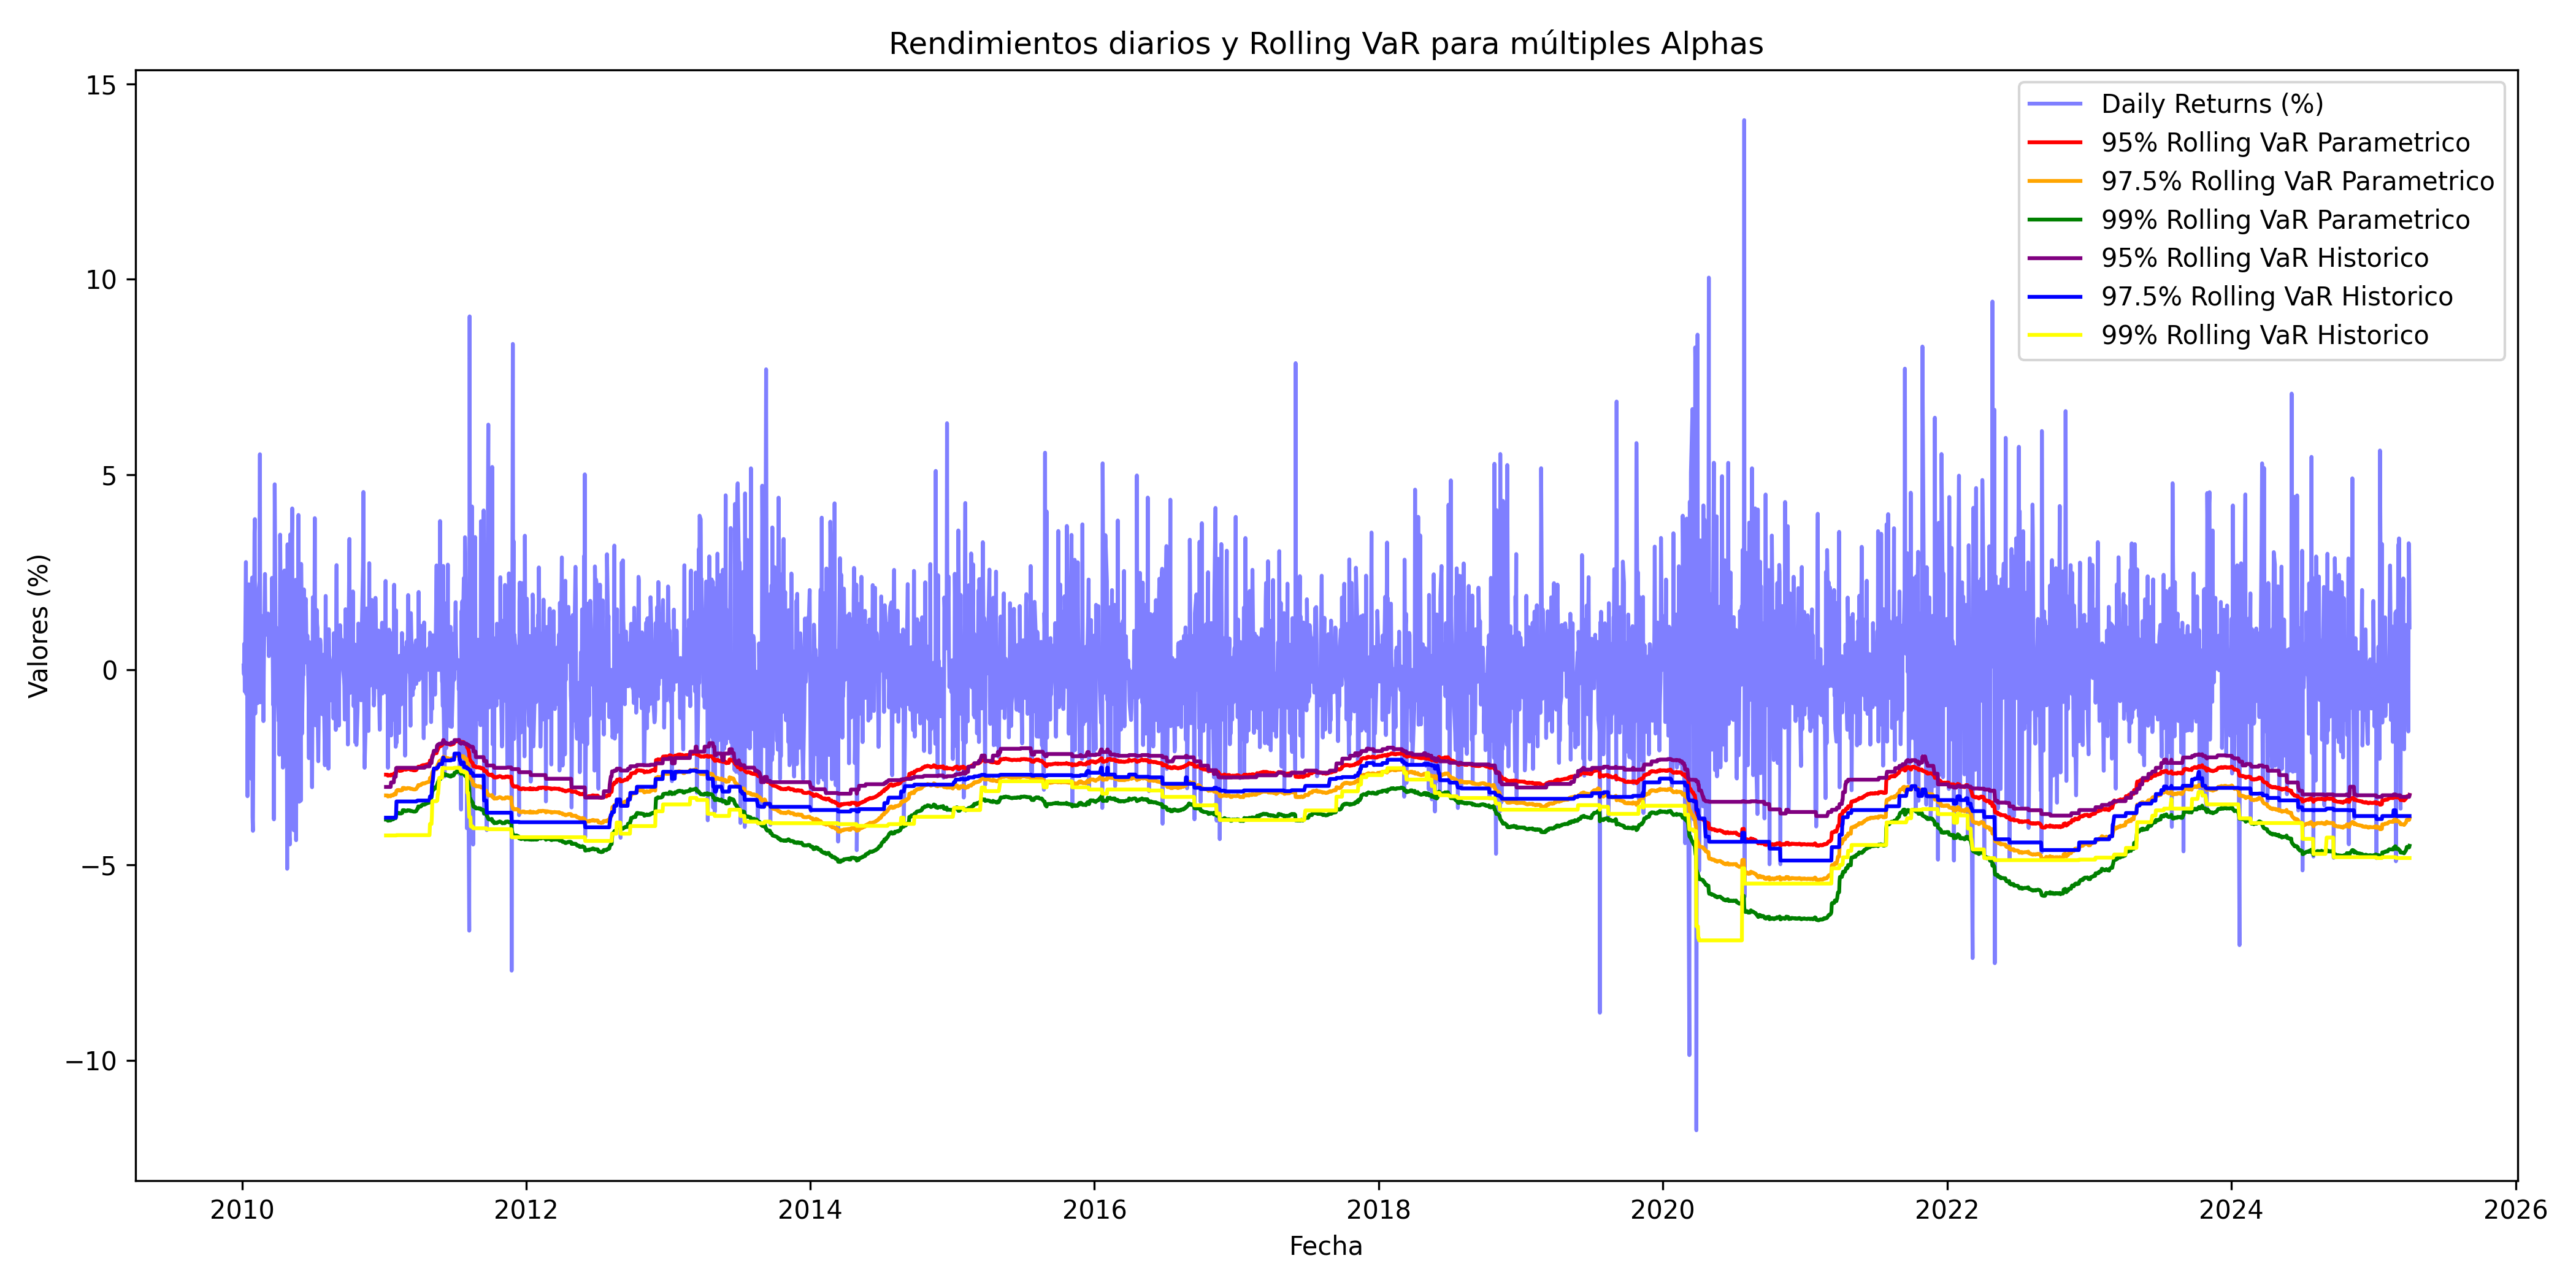 Rendimientos diarios y Rolling VaR para múltiples Alphas
15
10
5
0
−5
−10
Valores (%)
Daily Returns (%)
95% Rolling VaR Parametrico
97.5% Rolling VaR Parametrico
99% Rolling VaR Parametrico
95% Rolling VaR Historico
97.5% Rolling VaR Historico
99% Rolling VaR Historico
2010 2012 2014 2016 2018 2020 2022 2024 2026
Fecha